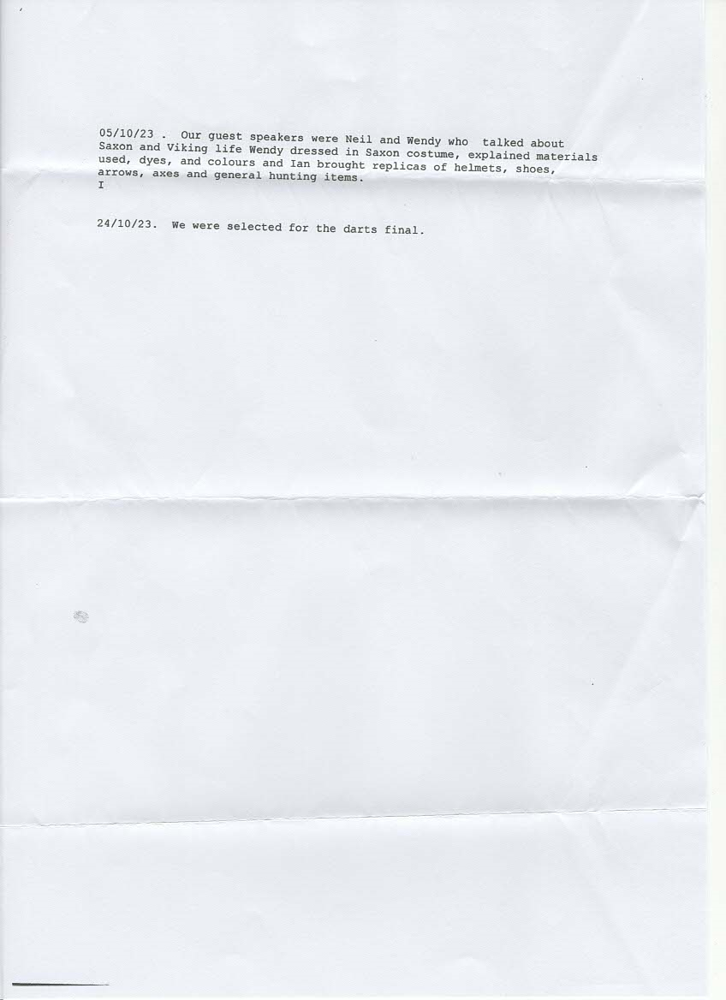 05/10/23 .  Our guest speakers were Neil and Wendy who  talked about
Saxon and Viking life Wendy dressed in Saxon costume, explained materials
used, dyes, and colours and Ian brought replicas of helmets, shoes,
arrows, axes and general hunting items.
I
24/10/23.  We were selected for the darts final.